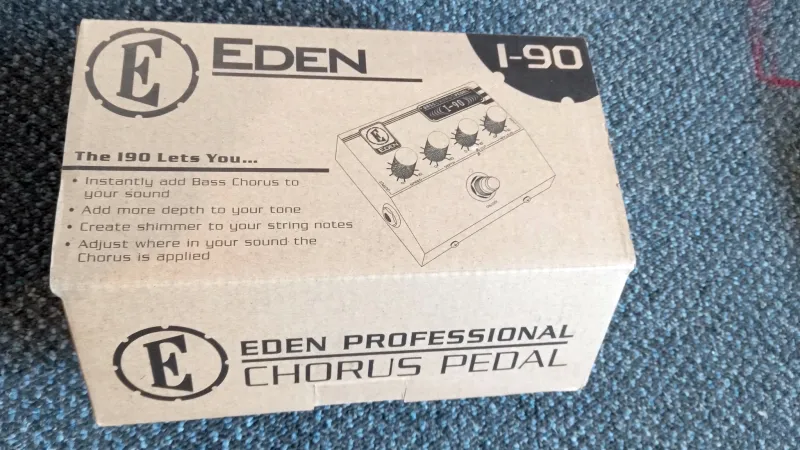 E EDEN
I-90
The I90 Lets You...
• Instantly add Bass Chorus to
your sound
• Add more depth to your tone
• Create shimmer to your string notes
• Adjust where in your sound the
Chorus is applied
E
EDEN
I-90
E
EDEN PROFESSIONAL
CHORUS PEDAL